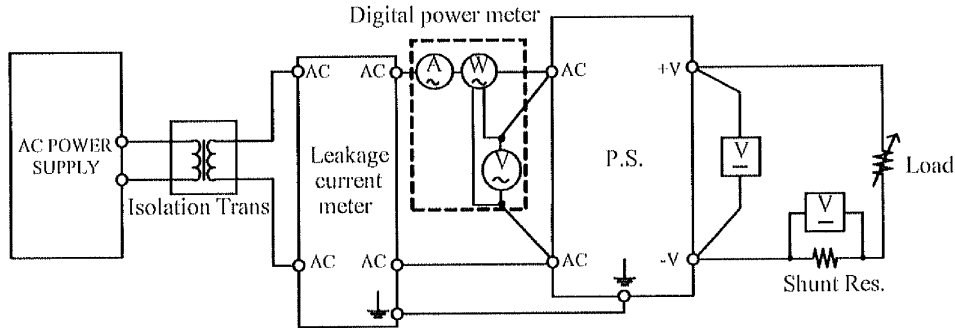 Digital power meter
AC POWER
SUPPLY
Isolation Trans
AC
AC
Leakage
current
meter
AC
AC
A
W
V
AC
AC
P.S.
+V
-V
V
Load
V
Shunt Res.